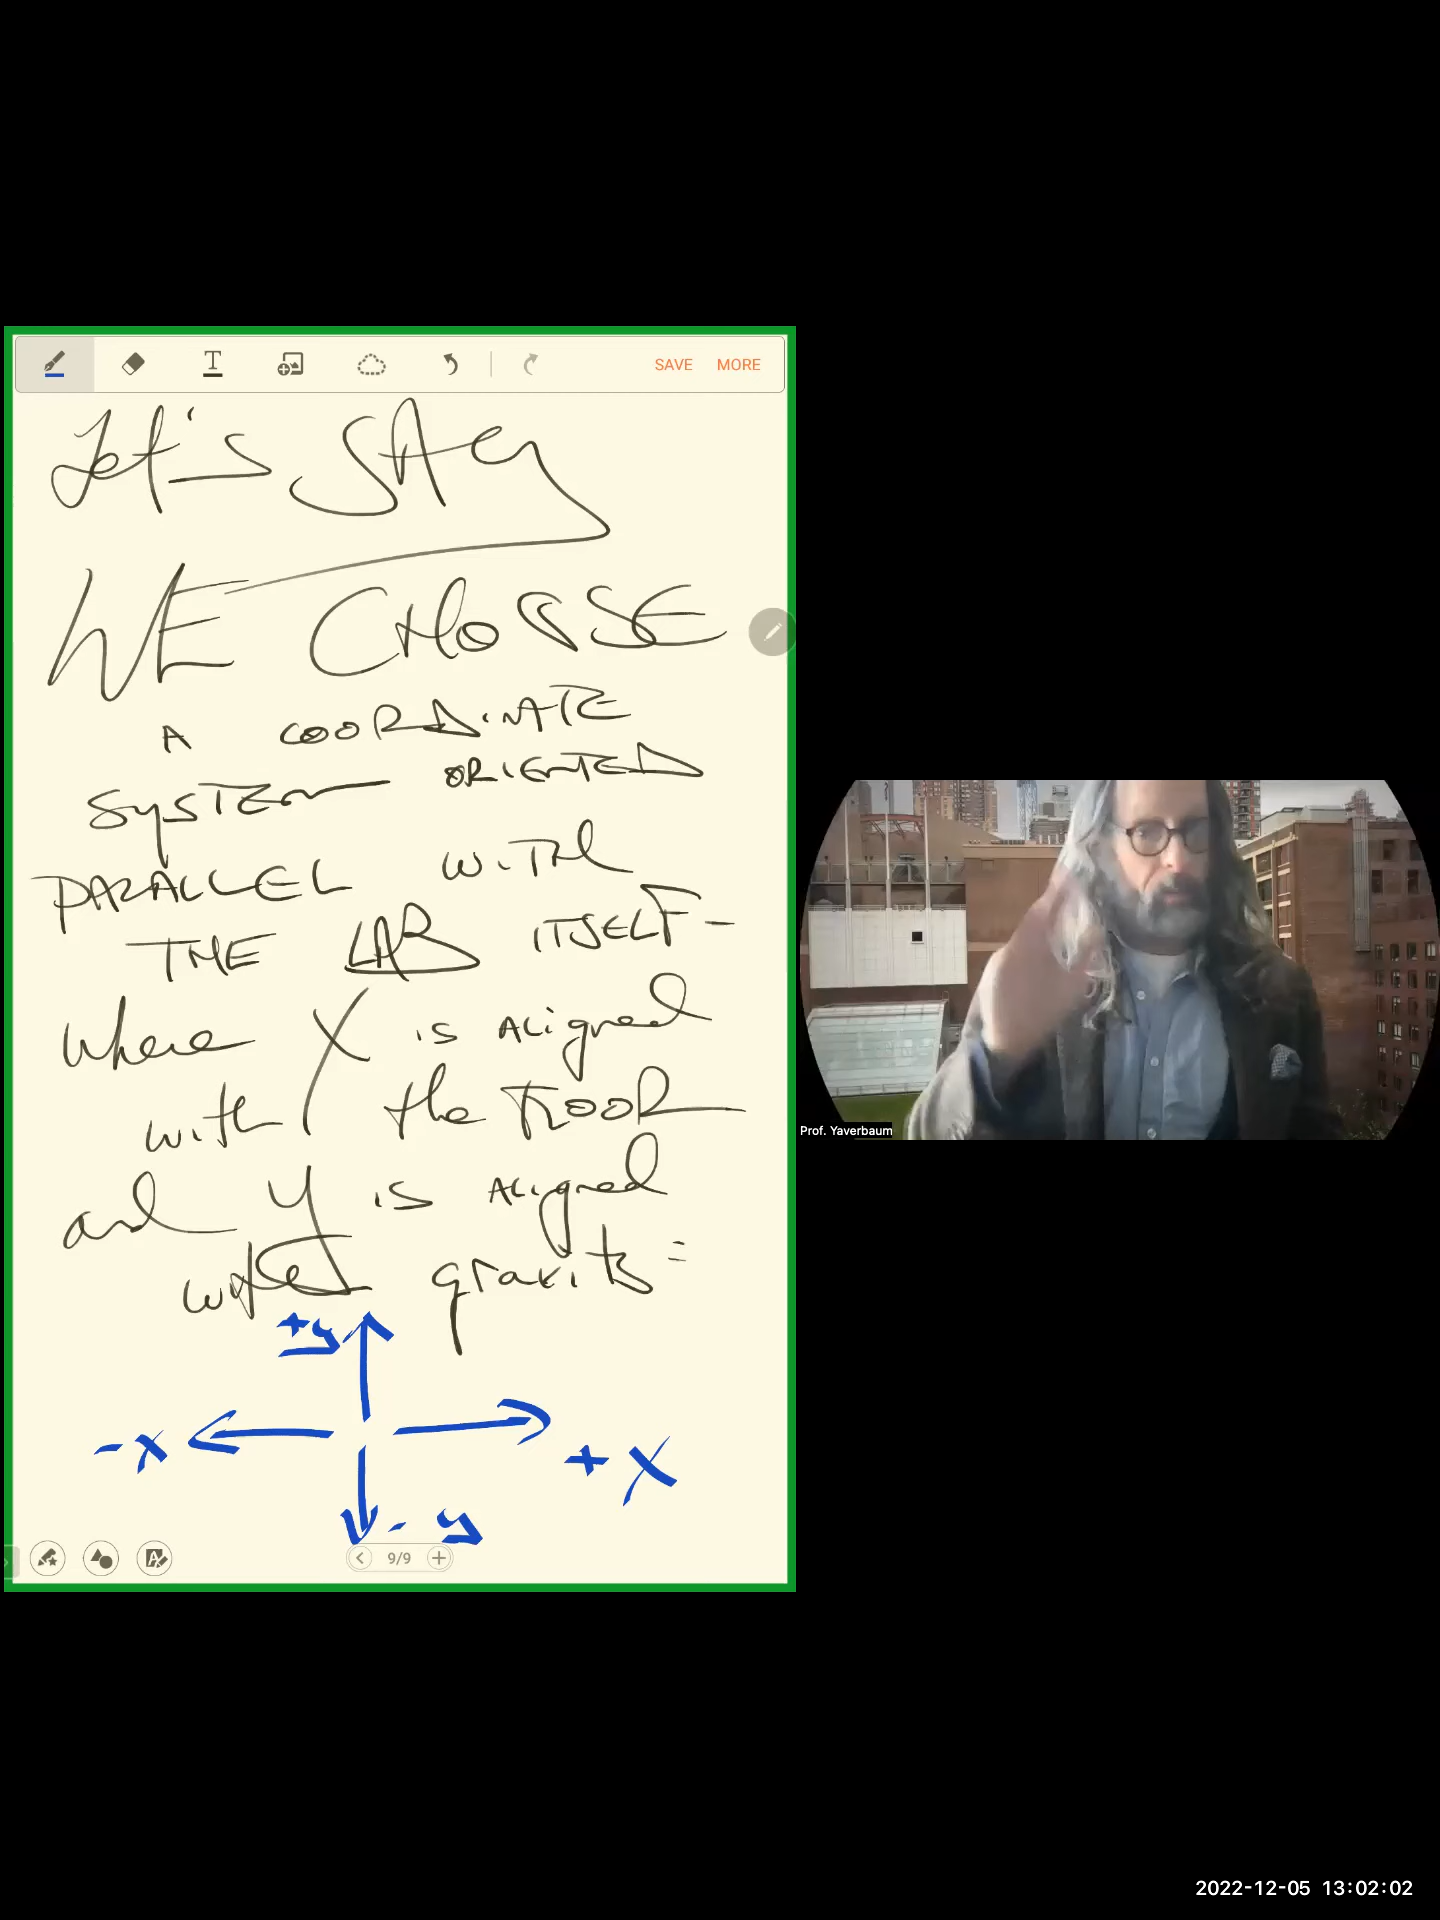 T
SAVE
MORE
Let's SAy
WE CHOOSE
A COORDINATE
SySTEm ORIENTED
PARALLEL WITH
THE LAB ITSELF-
where X is ALigned
with the FLOOR
and y is ALigned
with gravity =
+y
-x
+ X
- y
A
9/9
Prof. Yaverbaum
2022-12-05 13:02:02